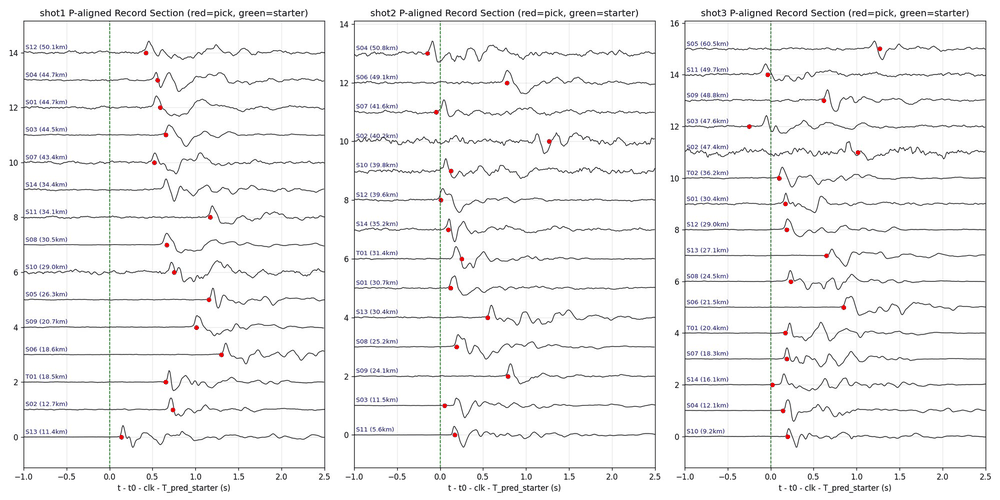 shot1 P-aligned Record Section (red=pick, green=starter)
S12 (50.1km)
14
S04 (44.7km)
S01 (44.7km)
12
S03 (44.5km)
S07 (43.4km)
10
S14 (34.4km)
S11 (34.1km)
8
S08 (30.5km)
S10 (29.0km)
6
S05 (26.3km)
S09 (20.7km)
4
S06 (18.6km)
T01 (18.5km)
2
S02 (12.7km)
S13 (11.4km)
0
−1.0 −0.5 0.0 0.5 1.0 1.5 2.0 2.5
t - t0 - clk - T_pred_starter (s)
shot2 P-aligned Record Section (red=pick, green=starter)
14
S04 (50.8km)
S06 (49.1km)
12
S07 (41.6km)
S02 (40.2km)
10
S10 (39.8km)
S12 (39.6km)
8
S14 (35.2km)
T01 (31.4km)
6
S01 (30.7km)
S13 (30.4km)
4
S08 (25.2km)
S09 (24.1km)
2
S03 (11.5km)
S11 (5.6km)
0
−1.0 −0.5 0.0 0.5 1.0 1.5 2.0 2.5
t - t0 - clk - T_pred_starter (s)
shot3 P-aligned Record Section (red=pick, green=starter)
16
S05 (60.5km)
S11 (49.7km)
14
S09 (48.8km)
S03 (47.6km)
12
S02 (47.4km)
T02 (36.2km)
10
S01 (30.4km)
S12 (29.0km)
8
S13 (27.1km)
S08 (24.5km)
6
S06 (21.5km)
T01 (20.4km)
4
S07 (18.3km)
S14 (16.1km)
2
S04 (12.1km)
S10 (9.2km)
0
−1.0 −0.5 0.0 0.5 1.0 1.5 2.0 2.5
t - t0 - clk - T_pred_starter (s)